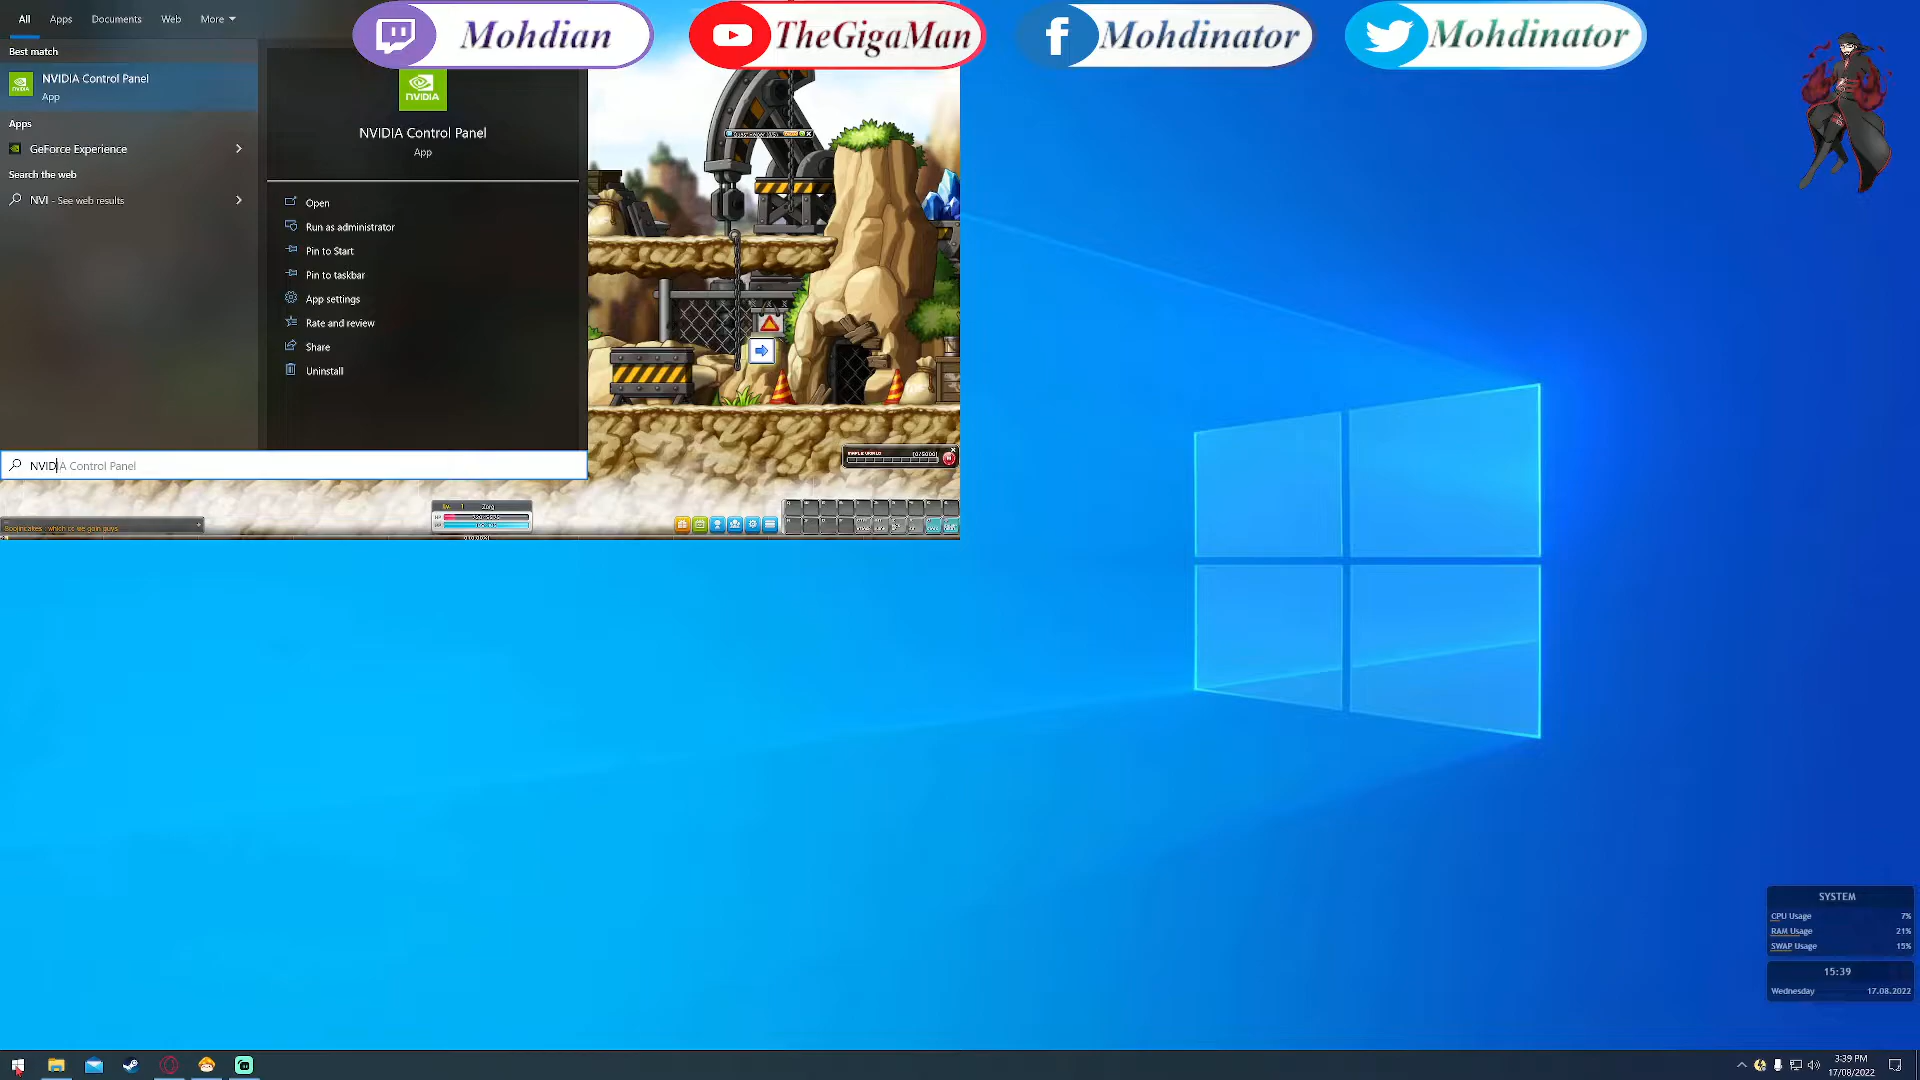 All Apps Documents Web More
Mohdian
TheGigaMan
Mohdinator
Mohdinator
Best match
NVIDIA Control Panel
App
Apps
GeForce Experience
Search the web
NVI - See web results
NVIDIA
NVIDIA Control Panel
App
Open
Run as administrator
Pin to Start
Pin to taskbar
App settings
Rate and review
Share
Uninstall
NVIDIA Control Panel
MAPLE WORLD
Zorg
SYSTEM
CPU Usage 7%
RAM Usage 21%
SWAP Usage 15%
15:39
Wednesday 17.08.2022
3:39 PM
17/08/2022